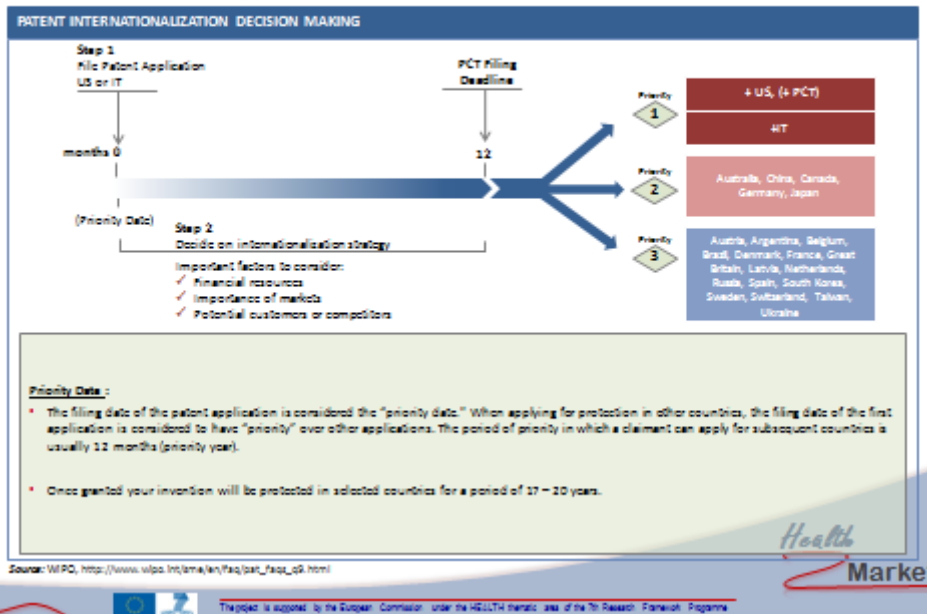 PATENT INTERNATIONALIZATION DECISION MAKING
Step 1
File Patent Application
US or IT
PCT Filing
Deadline
months 0
12
(Priority Date)
Step 2
Decide on internationalization strategy
Important factors to consider:
✓ Financial resources
✓ Importance of markets
✓ Potential customers or competitors
Priority
1
+ US, (+ PCT)
+IT
Priority
2
Australia, China, Canada,
Germany, Japan
Priority
3
Austria, Argentina, Belgium,
Brazil, Denmark, France, Great
Britain, Latvia, Netherlands,
Russia, Spain, South Korea,
Sweden, Switzerland, Taiwan,
Ukraine
Priority Date :
• The filing date of the patent application is considered the "priority date." When applying for protection in other countries, the filing date of the first
application is considered to have "priority" over other applications. The period of priority in which a claimant can apply for subsequent countries is
usually 12 months (priority year).
• Once granted your invention will be protected in selected countries for a period of 17 – 20 years.
Health
Marke
Source: WIPO, http://www.wipo.int/sme/en/faq/pat_faqs_q9.html
The project is supported by the European Commission under the HEALTH thematic area of the 7th Research Framework Programme